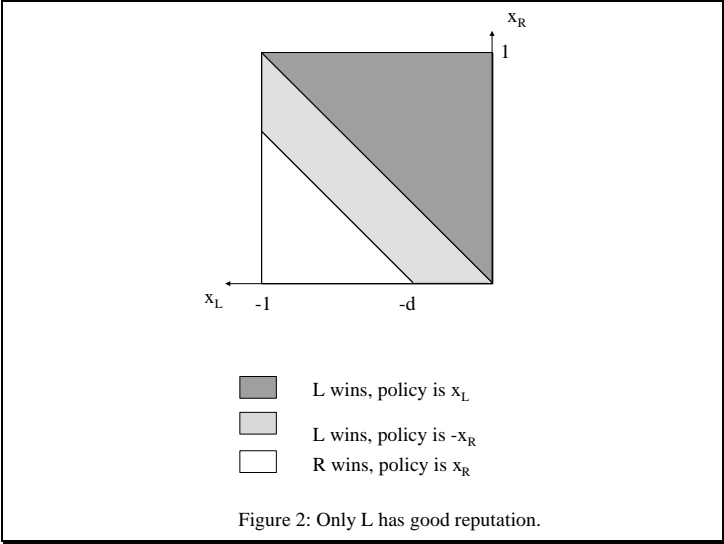 x_R
1
x_L
-1
-d
L wins, policy is x_L
L wins, policy is -x_R
R wins, policy is x_R
Figure 2: Only L has good reputation.